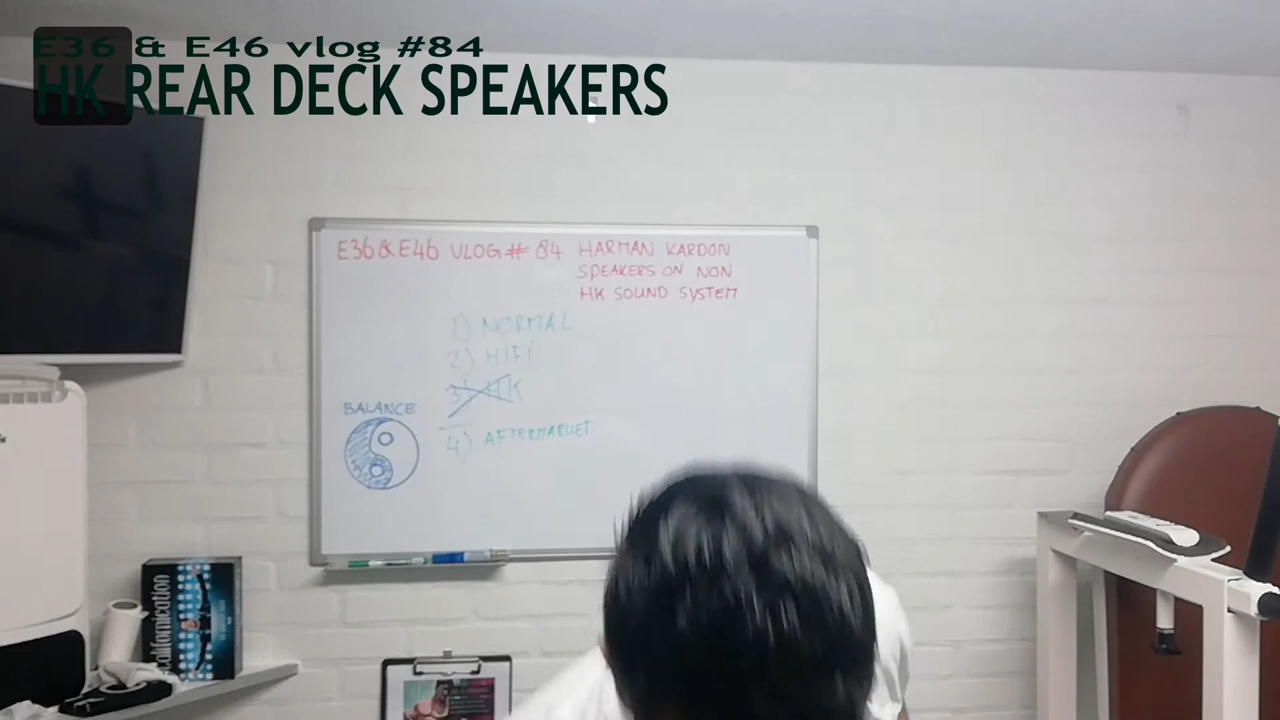 E36 & E46 vlog #84
HK REAR DECK SPEAKERS
E36 & E46 VLOG # 84 HARMAN KARDON
SPEAKERS ON NON
HK SOUND SYSTEM
1) NORMAL
2) HIFI
3) HK
BALANCE
4) AFTERMARKET
californication